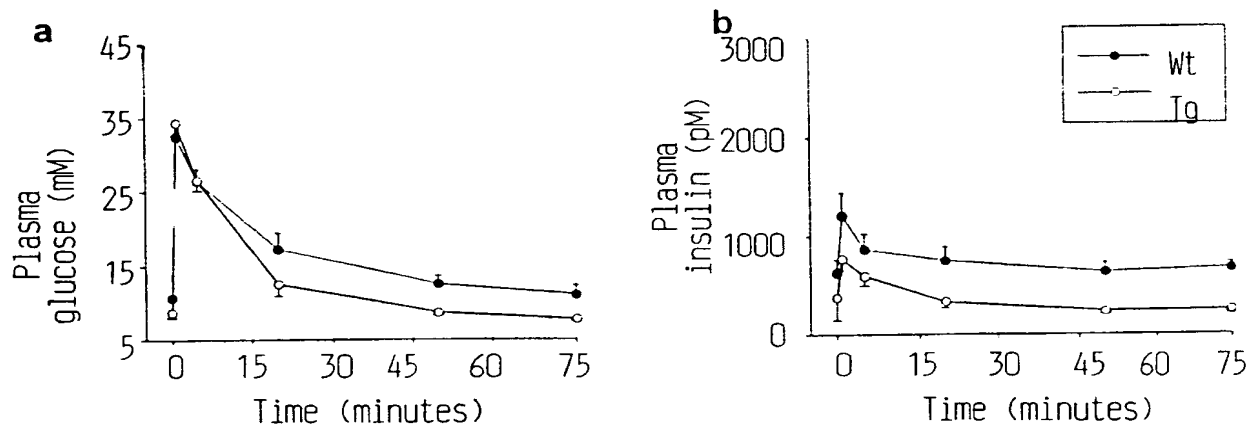 a
45
35
25
15
5
Plasma
glucose (mM)
0 15 30 45 60 75
Time (minutes)
b
3000
2000
1000
0
Plasma
insulin (pM)
0 15 30 45 60 75
Time (minutes)
Wt
Tg